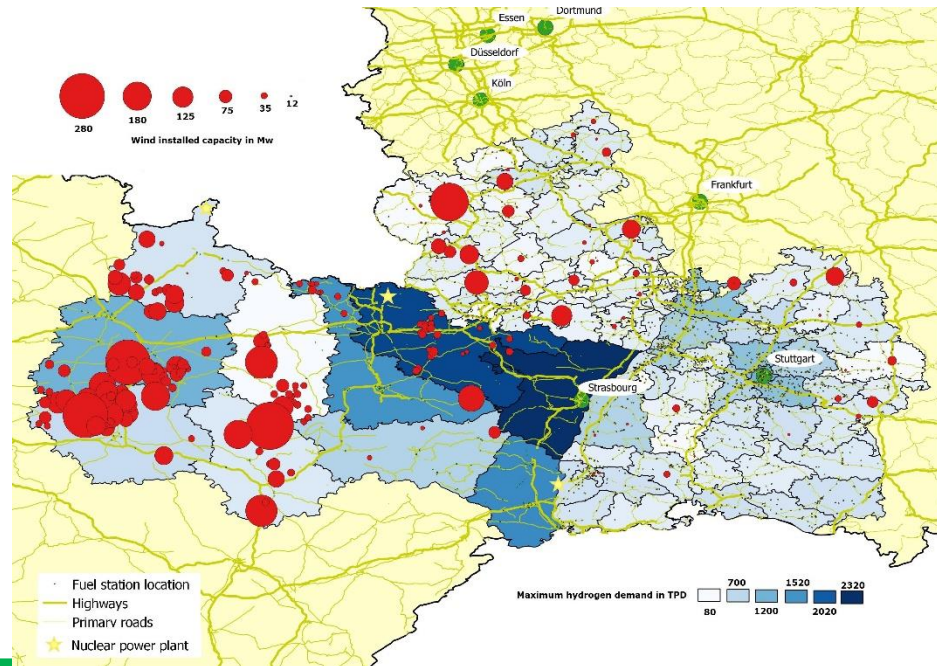 Essen
Dortmund
Düsseldorf
Köln
280
180
125
75
35
12
Wind installed capacity in Mw
Frankfurt
Stuttgart
Strasbourg
Fuel station location
Highways
Primary roads
Nuclear power plant
Maximum hydrogen demand in TPD
700
1520
2320
80
1200
2020